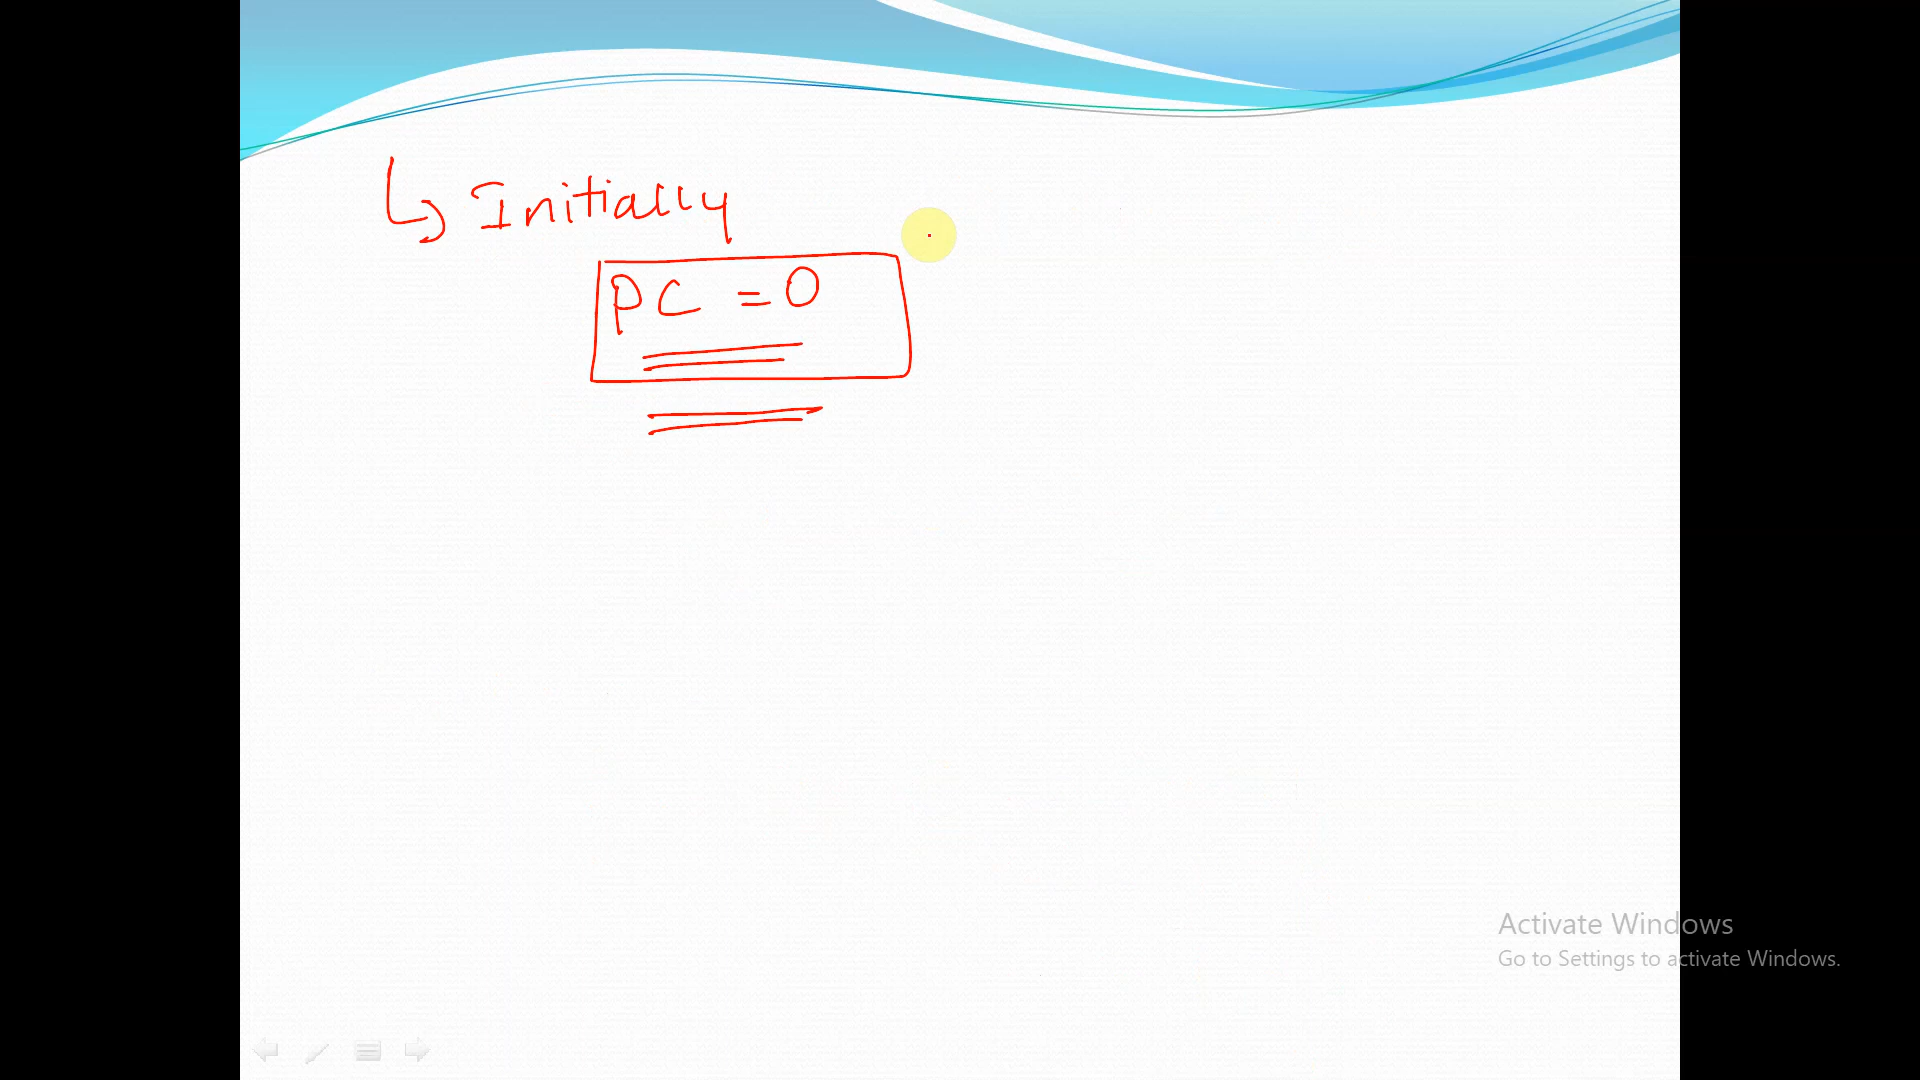 Initially
PC = 0
Activate Windows
Go to Settings to activate Windows.